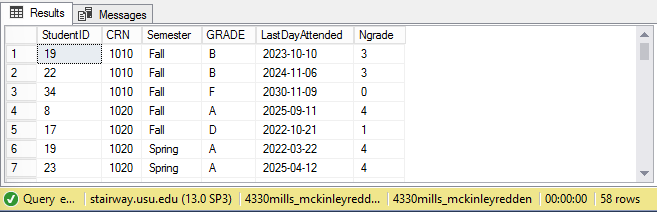 Results Messages
StudentID CRN Semester GRADE LastDayAttended Ngrade
1 19 1010 Fall B 2023-10-10 3
2 22 1010 Fall B 2024-11-06 3
3 34 1010 Fall F 2030-11-09 0
4 8 1020 Fall A 2025-09-11 4
5 17 1020 Fall D 2022-10-21 1
6 19 1020 Spring A 2022-03-22 4
7 23 1020 Spring A 2025-04-12 4
Query e... stairway.usu.edu (13.0 SP3) 4330mills_mckinleyredd... 4330mills_mckinleyredden 00:00:00 58 rows